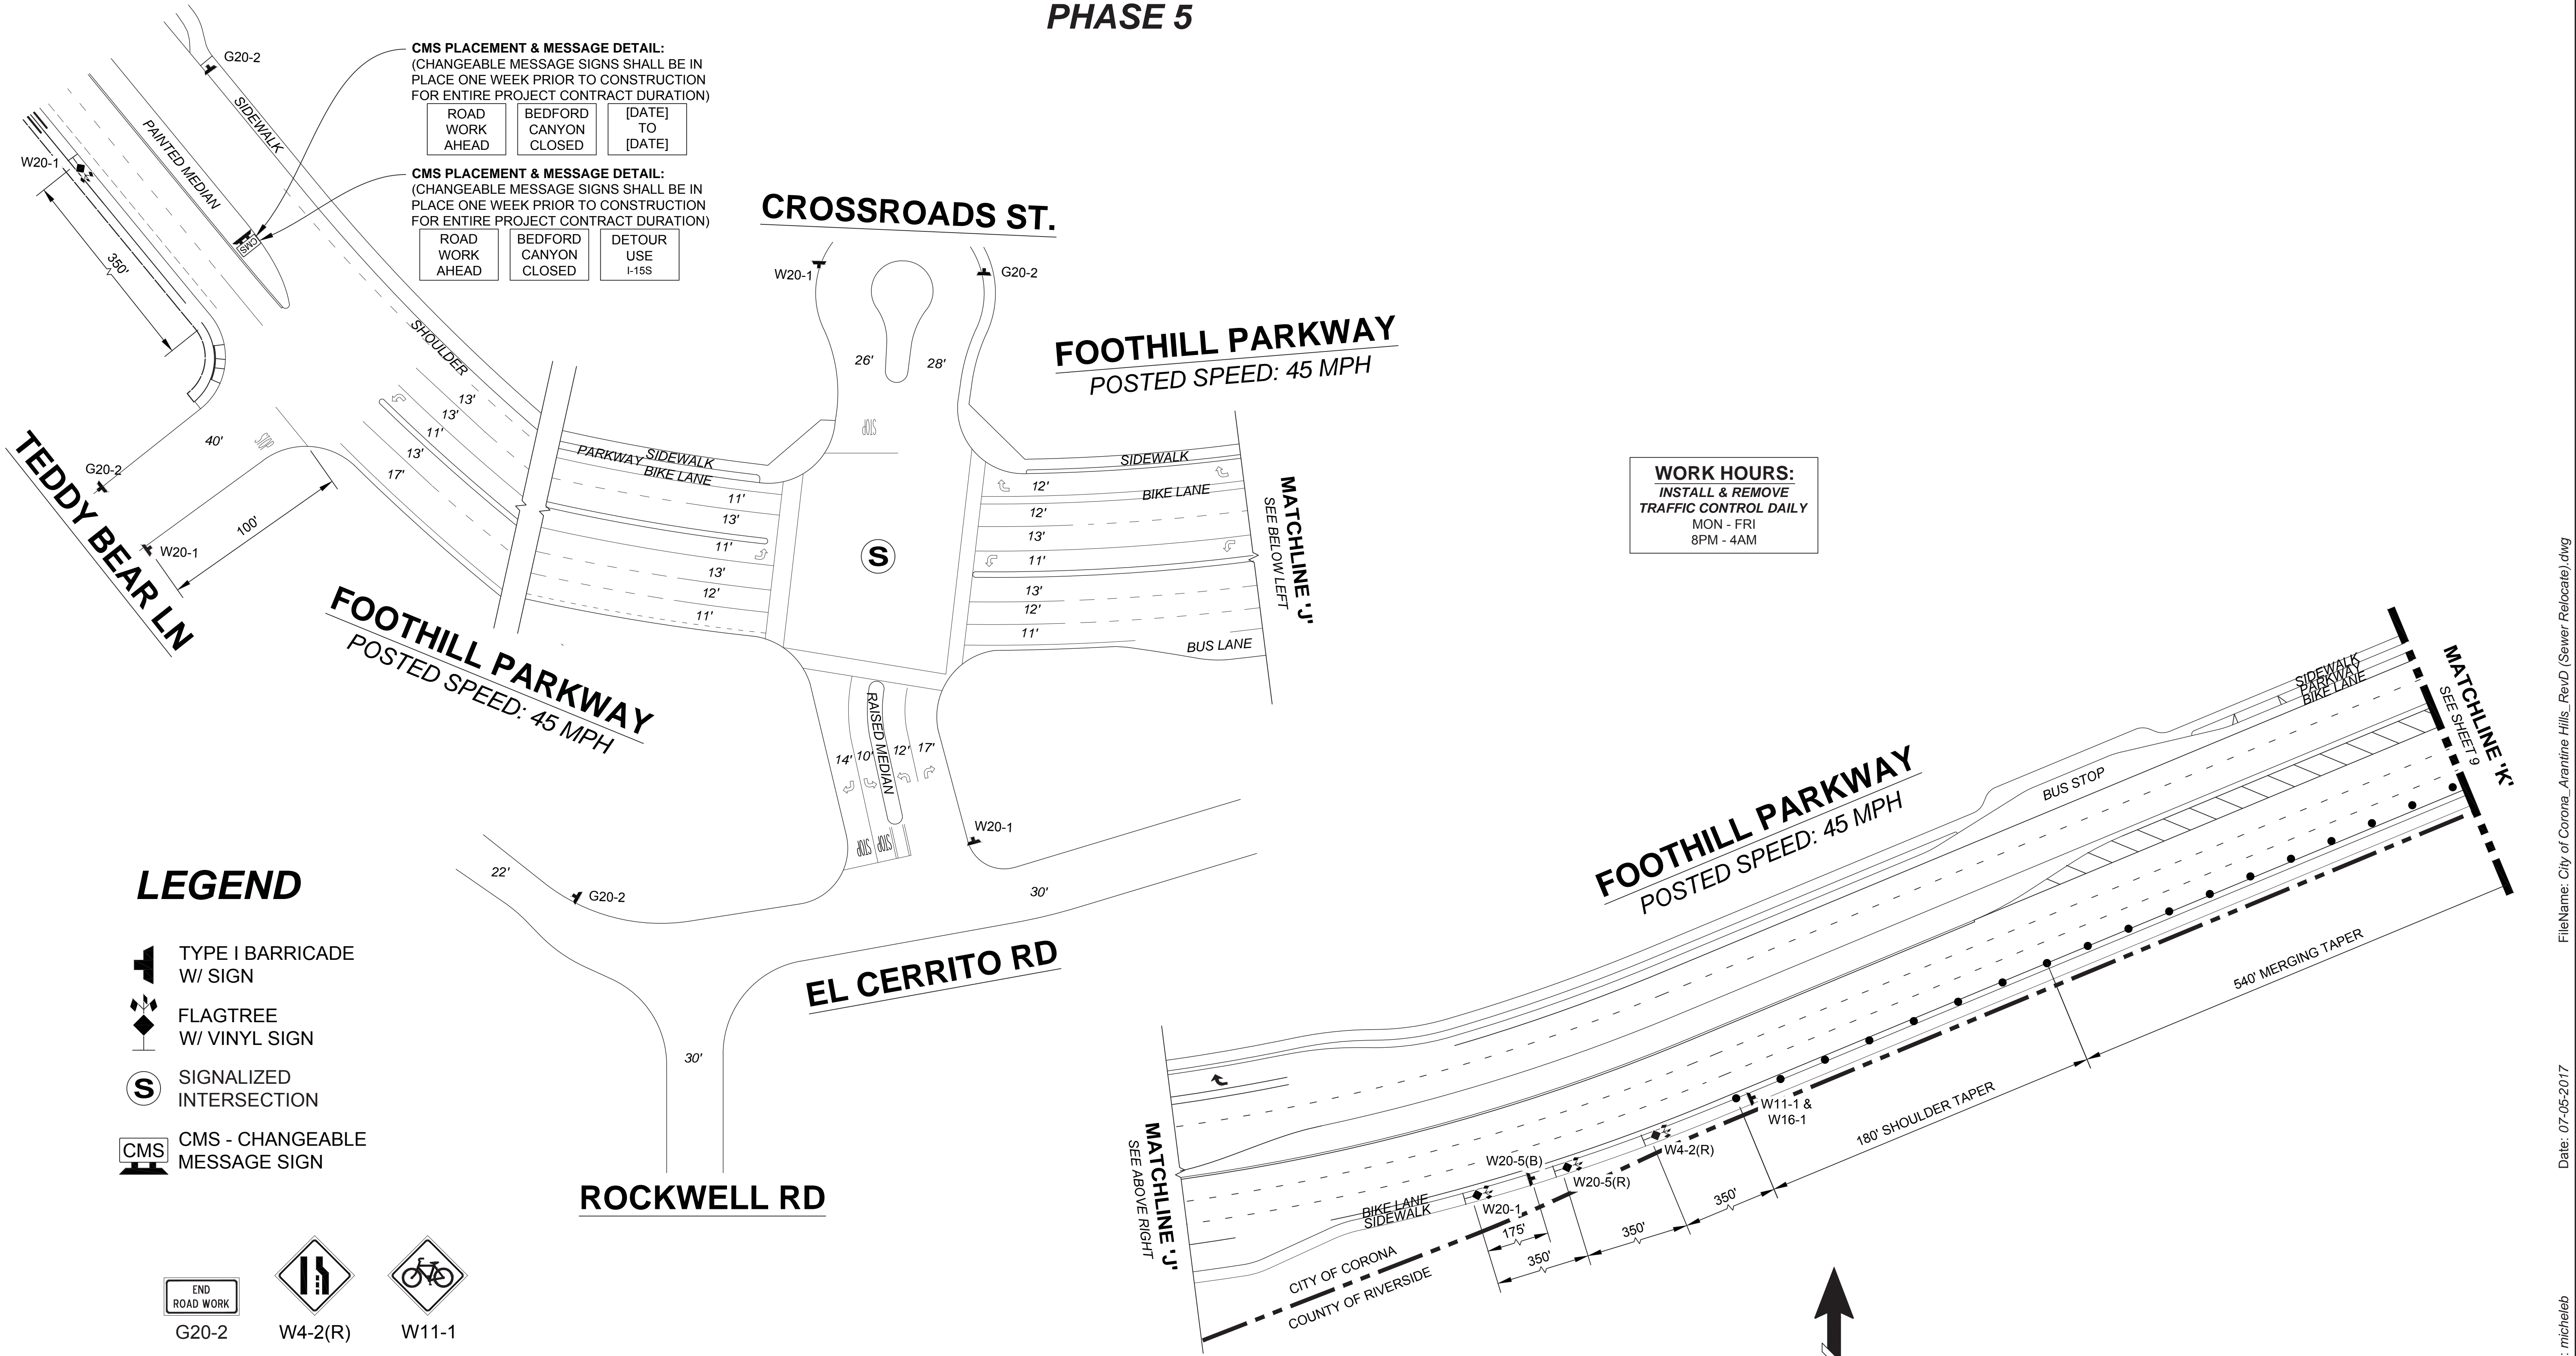 PHASE 5
G20-2
CMS PLACEMENT & MESSAGE DETAIL:
(CHANGEABLE MESSAGE SIGNS SHALL BE IN
PLACE ONE WEEK PRIOR TO CONSTRUCTION
FOR ENTIRE PROJECT CONTRACT DURATION)
ROAD
WORK
AHEAD
BEDFORD
CANYON
CLOSED
[DATE]
TO
[DATE]
CMS PLACEMENT & MESSAGE DETAIL:
(CHANGEABLE MESSAGE SIGNS SHALL BE IN
PLACE ONE WEEK PRIOR TO CONSTRUCTION
FOR ENTIRE PROJECT CONTRACT DURATION)
ROAD
WORK
AHEAD
BEDFORD
CANYON
CLOSED
DETOUR
USE
I-15S
SIDEWALK
PAINTED MEDIAN
W20-1
CMS
350'
SHOULDER
13'
13'
11'
13'
17'
40'
STOP
G20-2
W20-1
100'
TEDDY BEAR LN
FOOTHILL PARKWAY
POSTED SPEED: 45 MPH
CROSSROADS ST.
W20-1
G20-2
26'
28'
STOP
FOOTHILL PARKWAY
POSTED SPEED: 45 MPH
SIDEWALK
PARKWAY
BIKE LANE
11'
13'
11'
13'
12'
11'
S
SIDEWALK
12'
BIKE LANE
12'
13'
11'
13'
12'
11'
BUS LANE
MATCHLINE 'J'
SEE BELOW LEFT
RAISED MEDIAN
14'
10'
12'
17'
STOP
STOP
W20-1
22'
G20-2
30'
EL CERRITO RD
30'
ROCKWELL RD
WORK HOURS:
INSTALL & REMOVE
TRAFFIC CONTROL DAILY
MON - FRI
8PM - 4AM
LEGEND
TYPE I BARRICADE
W/ SIGN
FLAGTREE
W/ VINYL SIGN
S
SIGNALIZED
INTERSECTION
CMS
CMS - CHANGEABLE
MESSAGE SIGN
END
ROAD WORK
G20-2
W4-2(R)
W11-1
FOOTHILL PARKWAY
POSTED SPEED: 45 MPH
SIDEWALK
PARKWAY
BIKE LANE
BUS STOP
MATCHLINE 'K'
SEE SHEET 9
540' MERGING TAPER
180' SHOULDER TAPER
W11-1 &
W16-1
W4-2(R)
W20-5(B)
W20-5(R)
W20-1
BIKE LANE
SIDEWALK
175'
350'
350'
350'
MATCHLINE 'J'
SEE ABOVE RIGHT
CITY OF CORONA
COUNTY OF RIVERSIDE
FileName: City of Corona_Arantine Hills_RevD (Sewer Relocate).dwg
Date: 07-05-2017
: micheleb